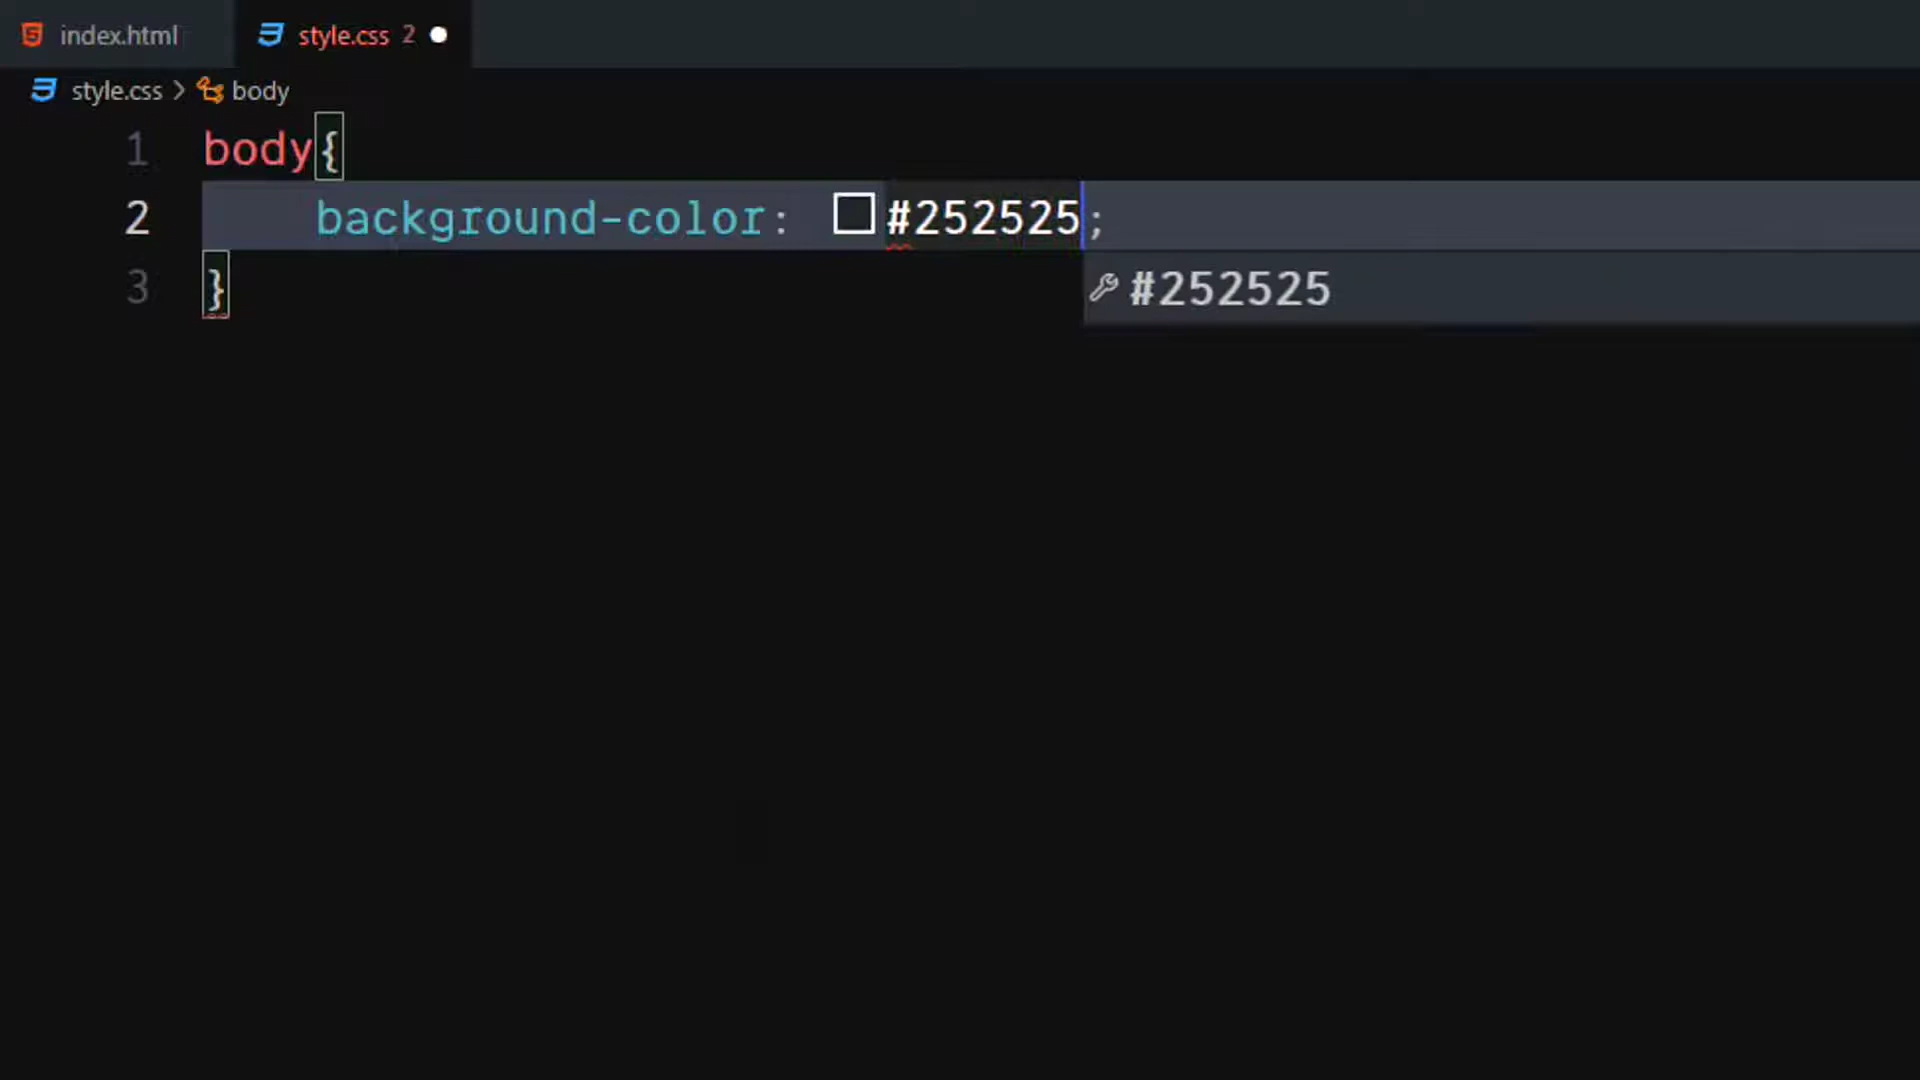 index.html style.css 2
style.css > body
1 body{
2 background-color: #252525;
3 }
#252525